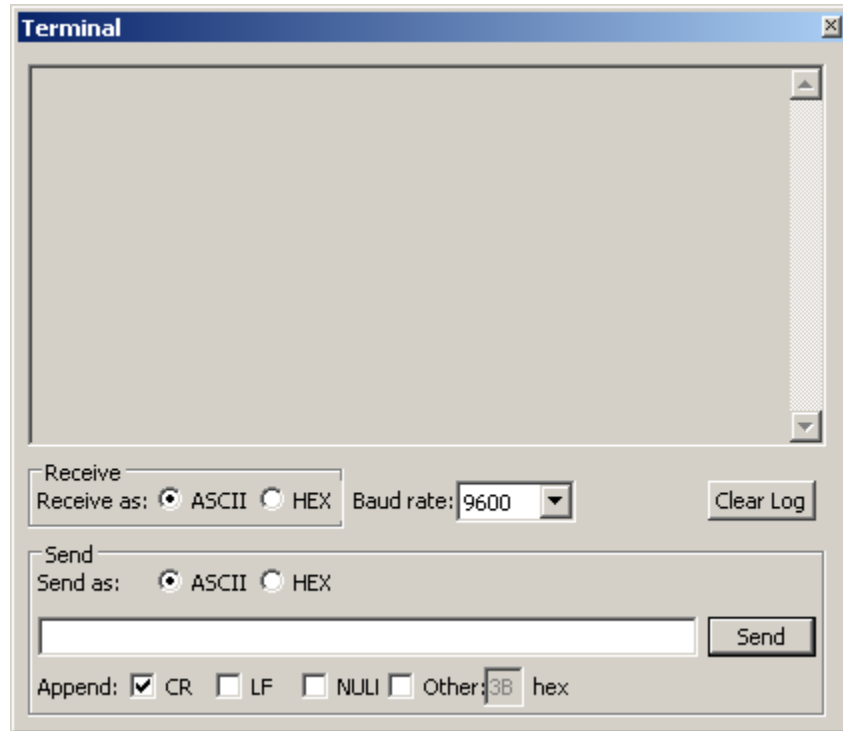 Terminal
Receive
Receive as: ASCII HEX Baud rate: 9600 Clear Log
Send
Send as: ASCII HEX
Send
Append: CR LF NULI Other: 3B hex